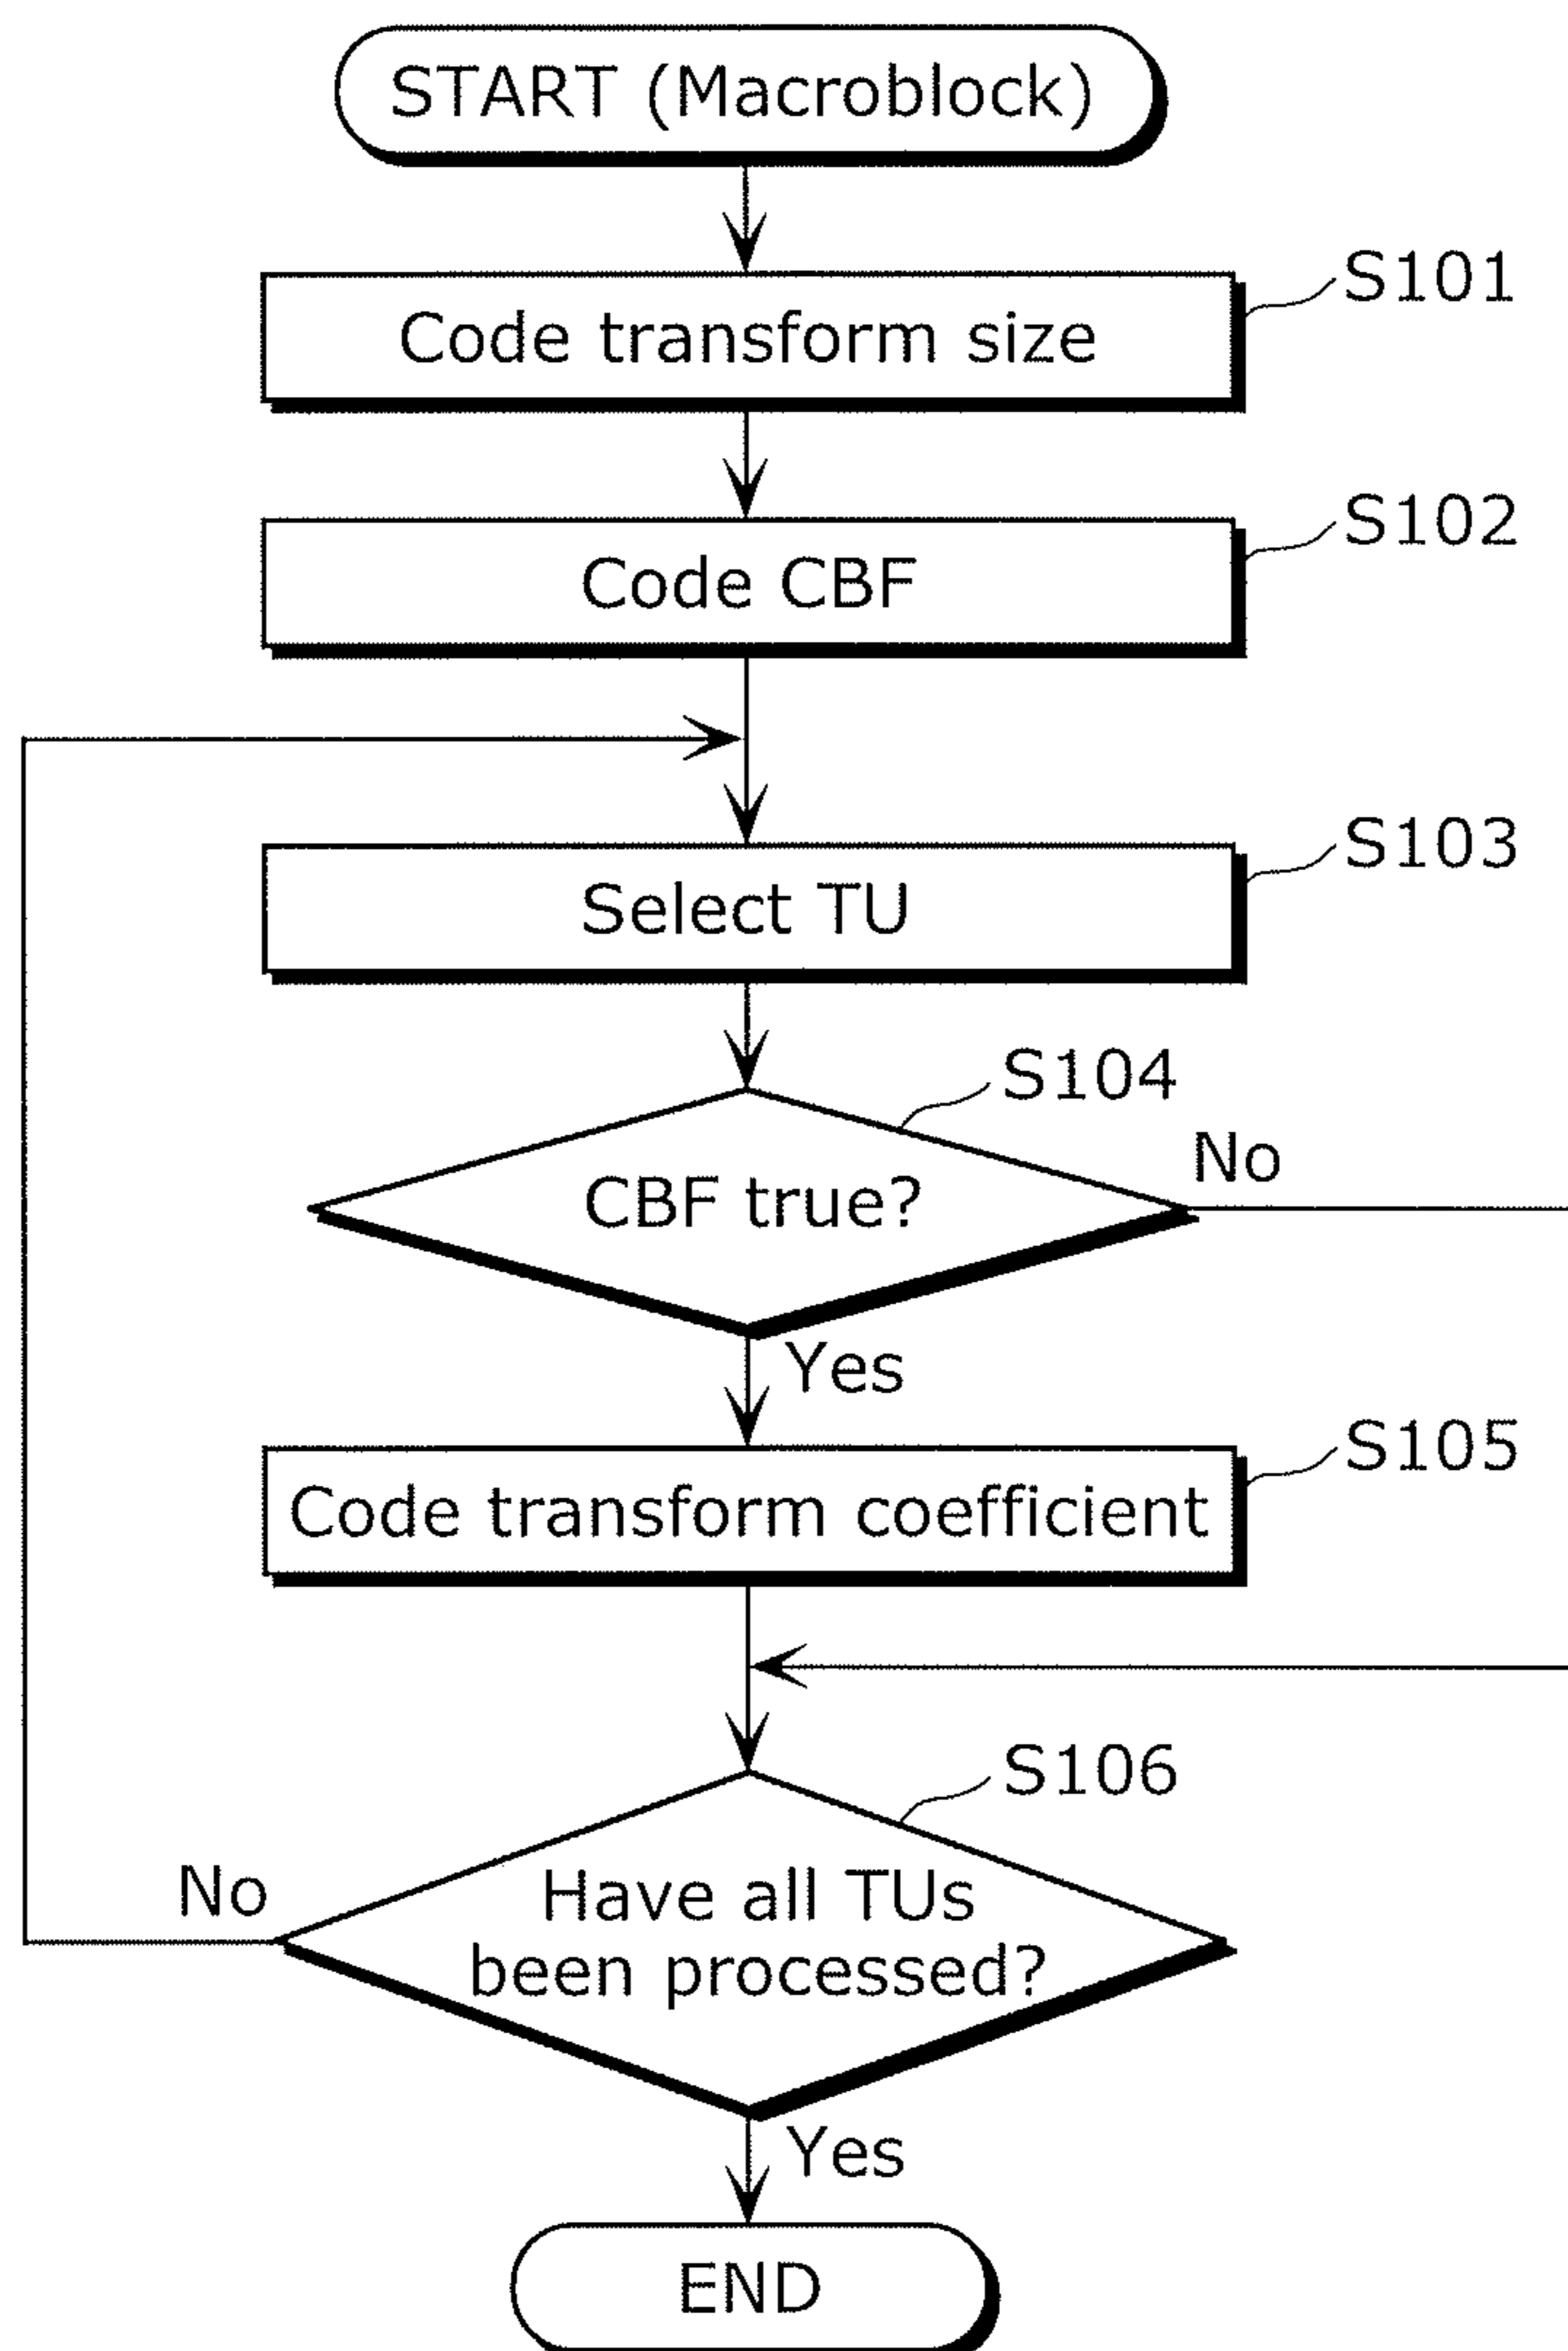 START (Macroblock)
S101
Code transform size
S102
Code CBF
S103
Select TU
S104
CBF true?
No
Yes
S105
Code transform coefficient
S106
Have all TUs
been processed?
No
Yes
END